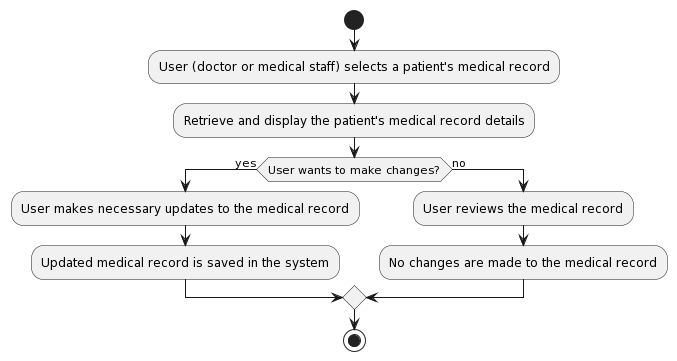 User (doctor or medical staff) selects a patient's medical record
Retrieve and display the patient's medical record details
yes
User wants to make changes?
no
User makes necessary updates to the medical record
User reviews the medical record
Updated medical record is saved in the system
No changes are made to the medical record